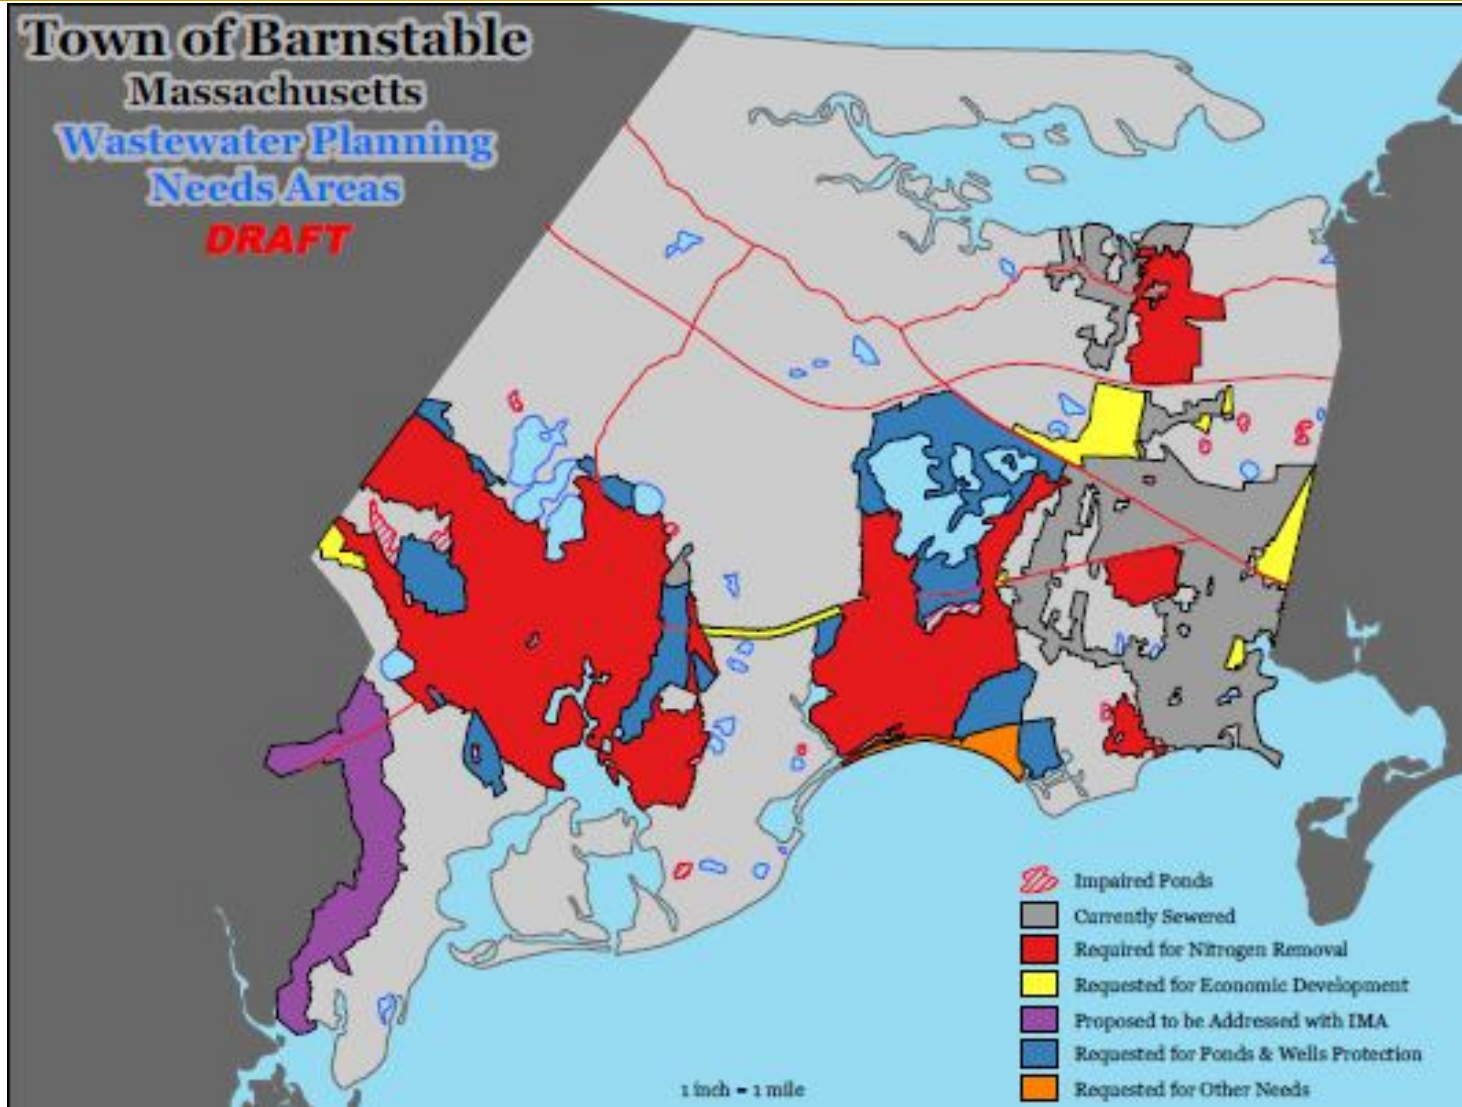 Town of Barnstable
Massachusetts
Wastewater Planning
Needs Areas
DRAFT
Impaired Ponds
Currently Sewered
Required for Nitrogen Removal
Requested for Economic Development
Proposed to be Addressed with IMA
Requested for Ponds & Wells Protection
Requested for Other Needs
1 inch = 1 mile